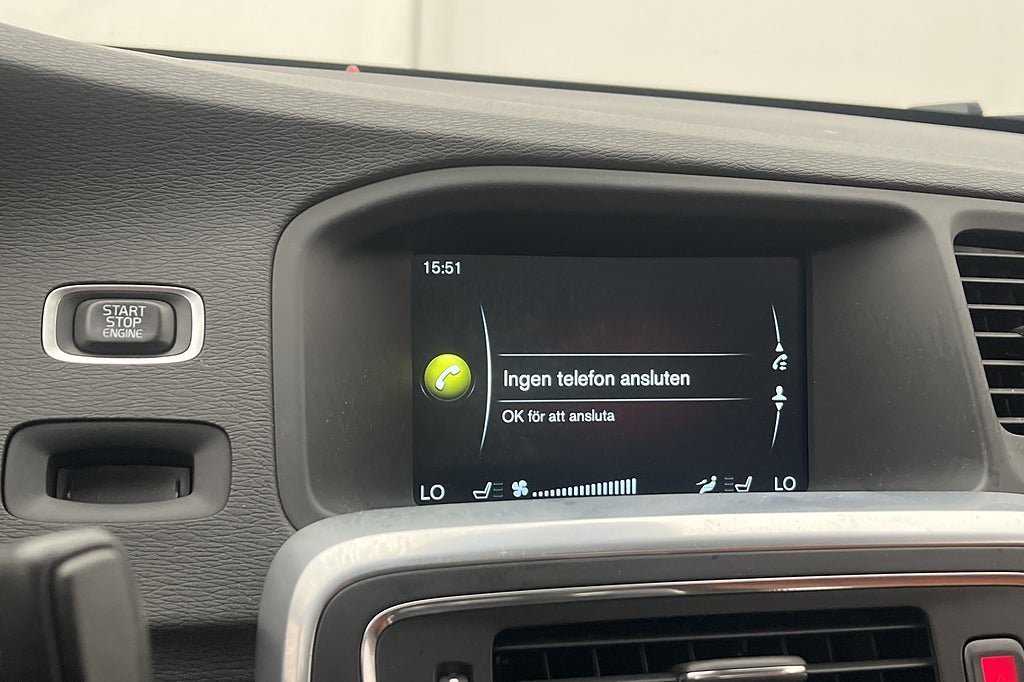 15:51
START
STOP
ENGINE
Ingen telefon ansluten
OK för att ansluta
LO
LO